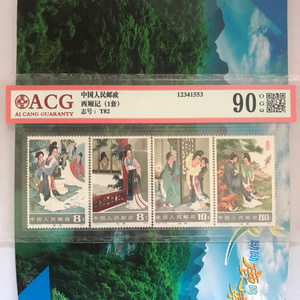 ACG
AI CANG GUARANTY
中国人民邮政
西厢记（1套）
志号：T82
12341553
90 OGG
中国人民邮政 8分
中国人民邮政 8分
中国人民邮政 10分
中国人民邮政 80分